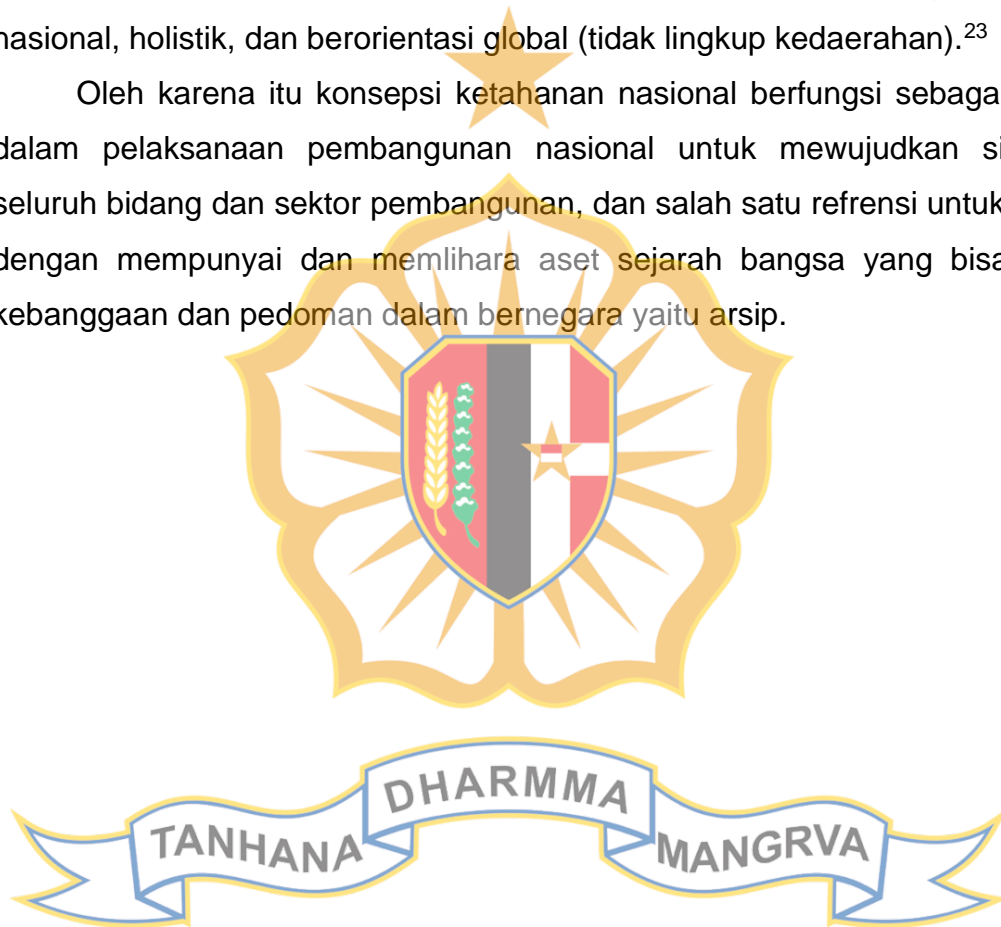 nasional, holistik, dan berorientasi global (tidak lingkup kedaerahan).23
Oleh karena itu konsepsi ketahanan nasional berfungsi sebaga
dalam pelaksanaan pembangunan nasional untuk mewujudkan si
seluruh bidang dan sektor pembangunan, dan salah satu refrensi untuk
dengan mempunyai dan memlihara aset sejarah bangsa yang bisa
kebanggaan dan pedoman dalam bernegara yaitu arsip.
TANHANA DHARMMA MANGRVA